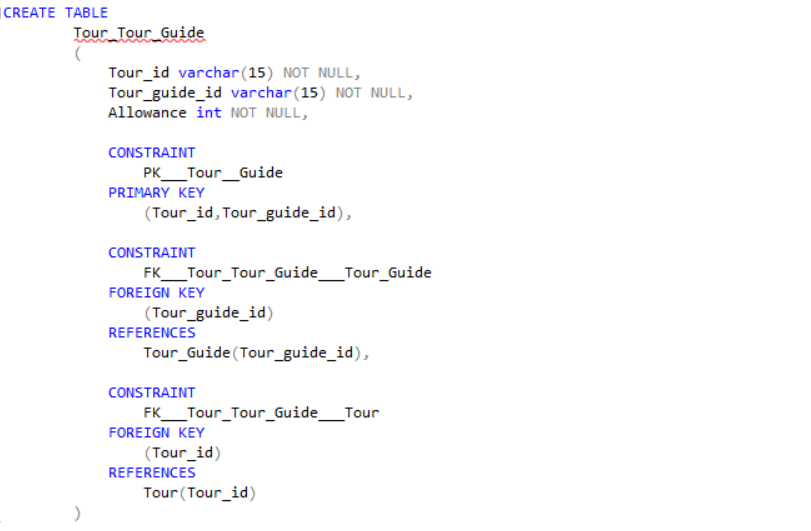 CREATE TABLE
Tour_Tour_Guide
(
Tour_id varchar(15) NOT NULL,
Tour_guide_id varchar(15) NOT NULL,
Allowance int NOT NULL,
CONSTRAINT
PK___Tour__Guide
PRIMARY KEY
(Tour_id,Tour_guide_id),
CONSTRAINT
FK___Tour_Tour_Guide___Tour_Guide
FOREIGN KEY
(Tour_guide_id)
REFERENCES
Tour_Guide(Tour_guide_id),
CONSTRAINT
FK___Tour_Tour_Guide___Tour
FOREIGN KEY
(Tour_id)
REFERENCES
Tour(Tour_id)
)